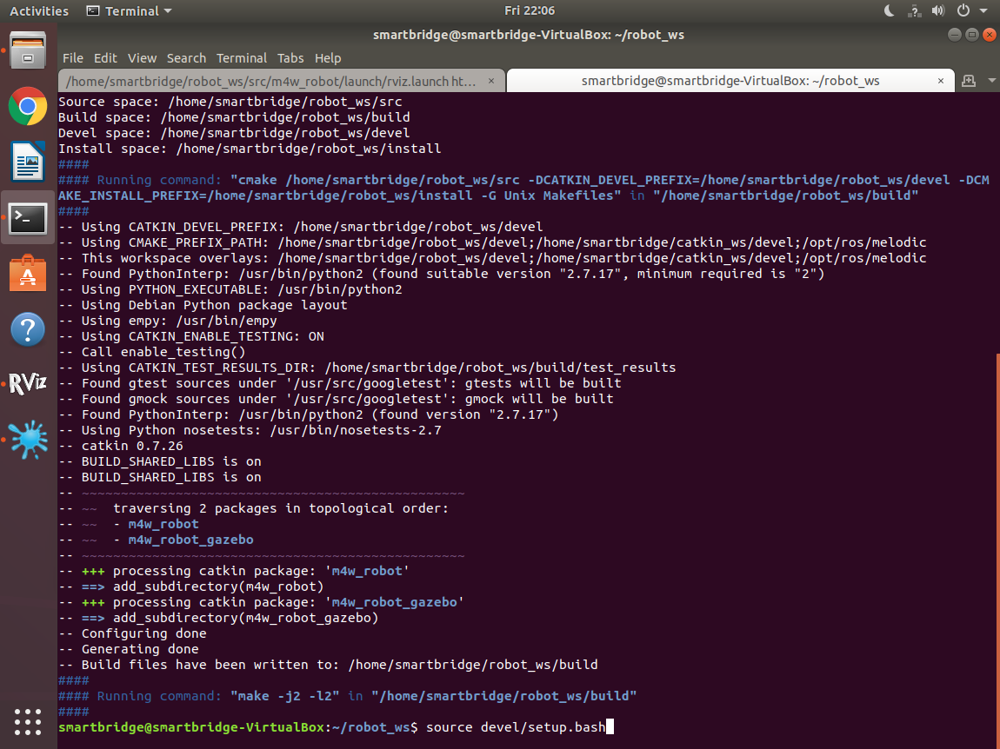 Activities Terminal Fri 22:06
smartbridge@smartbridge-VirtualBox: ~/robot_ws
File Edit View Search Terminal Tabs Help
/home/smartbridge/robot_ws/src/m4w_robot/launch/rviz.launch ht... × smartbridge@smartbridge-VirtualBox: ~/robot_ws ×
Source space: /home/smartbridge/robot_ws/src
Build space: /home/smartbridge/robot_ws/build
Devel space: /home/smartbridge/robot_ws/devel
Install space: /home/smartbridge/robot_ws/install
####
#### Running command: "cmake /home/smartbridge/robot_ws/src -DCATKIN_DEVEL_PREFIX=/home/smartbridge/robot_ws/devel -DCM
AKE_INSTALL_PREFIX=/home/smartbridge/robot_ws/install -G Unix Makefiles" in "/home/smartbridge/robot_ws/build"
####
-- Using CATKIN_DEVEL_PREFIX: /home/smartbridge/robot_ws/devel
-- Using CMAKE_PREFIX_PATH: /home/smartbridge/robot_ws/devel;/home/smartbridge/catkin_ws/devel;/opt/ros/melodic
-- This workspace overlays: /home/smartbridge/robot_ws/devel;/home/smartbridge/catkin_ws/devel;/opt/ros/melodic
-- Found PythonInterp: /usr/bin/python2 (found suitable version "2.7.17", minimum required is "2")
-- Using PYTHON_EXECUTABLE: /usr/bin/python2
-- Using Debian Python package layout
-- Using empy: /usr/bin/empy
-- Using CATKIN_ENABLE_TESTING: ON
-- Call enable_testing()
-- Using CATKIN_TEST_RESULTS_DIR: /home/smartbridge/robot_ws/build/test_results
-- Found gtest sources under '/usr/src/googletest': gtests will be built
-- Found gmock sources under '/usr/src/googletest': gmock will be built
-- Found PythonInterp: /usr/bin/python2 (found version "2.7.17")
-- Using Python nosetests: /usr/bin/nosetests-2.7
-- catkin 0.7.26
-- BUILD_SHARED_LIBS is on
-- BUILD_SHARED_LIBS is on
-- ~~~~~~~~~~~~~~~~~~~~~~~~~~~~~~~~~~~~~~~~~~~~~~~~~
-- ~~  traversing 2 packages in topological order:
-- ~~  - m4w_robot
-- ~~  - m4w_robot_gazebo
-- ~~~~~~~~~~~~~~~~~~~~~~~~~~~~~~~~~~~~~~~~~~~~~~~~~
-- +++ processing catkin package: 'm4w_robot'
-- ==> add_subdirectory(m4w_robot)
-- +++ processing catkin package: 'm4w_robot_gazebo'
-- ==> add_subdirectory(m4w_robot_gazebo)
-- Configuring done
-- Generating done
-- Build files have been written to: /home/smartbridge/robot_ws/build
####
#### Running command: "make -j2 -l2" in "/home/smartbridge/robot_ws/build"
####
smartbridge@smartbridge-VirtualBox:~/robot_ws$ source devel/setup.bash
RViz